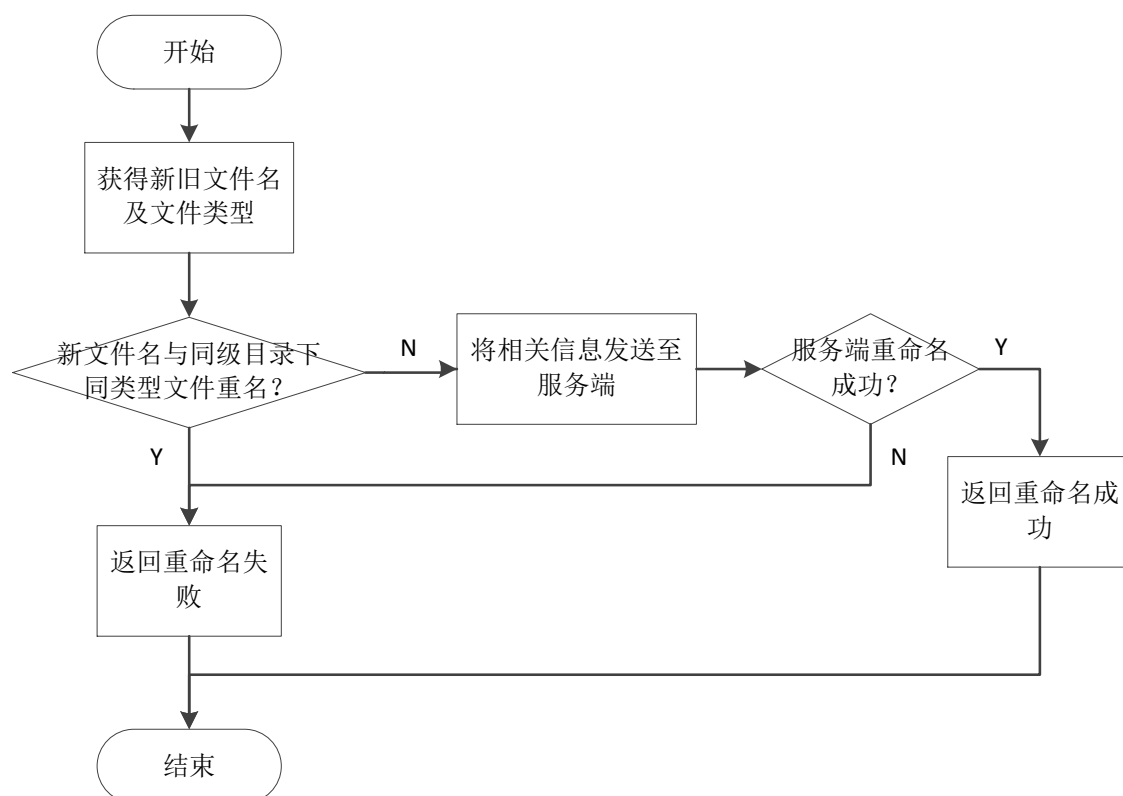 开始
获得新旧文件名
及文件类型
新文件名与同级目录下
同类型文件重名？
N
将相关信息发送至
服务端
服务端重命名
成功？
Y
Y
N
返回重命名成
功
返回重命名失
败
结束